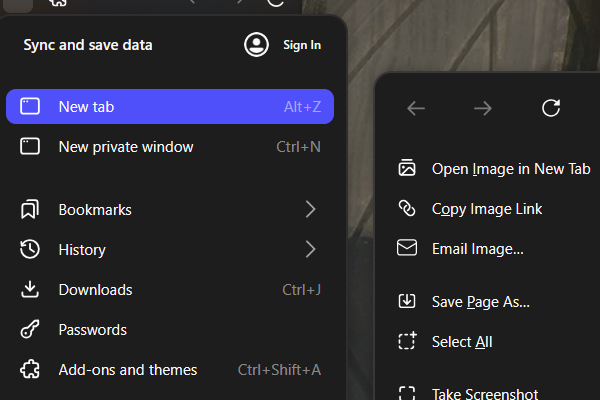 Sync and save data
Sign In
New tab
Alt+Z
New private window
Ctrl+N
Bookmarks
History
Downloads
Ctrl+J
Passwords
Add-ons and themes
Ctrl+Shift+A
Open Image in New Tab
Copy Image Link
Email Image...
Save Page As...
Select All
Take Screenshot